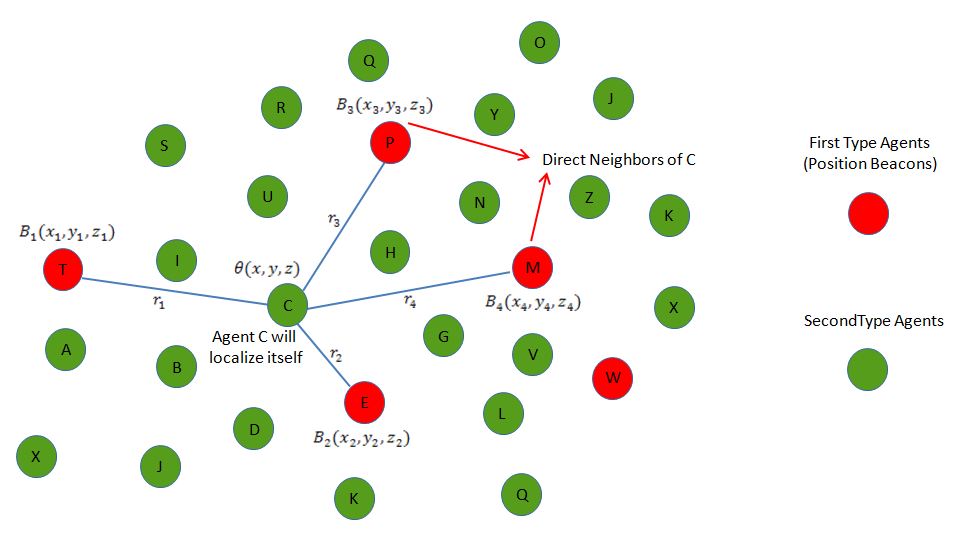 O
Q
J
R
B₃(x₃,y₃,z₃)
Y
P
S
First Type Agents
(Position Beacons)
Direct Neighbors of C
U
Z
N
K
r₃
B₁(x₁,y₁,z₁)
H
I
T
θ(x,y,z)
M
r₁
r₄
B₄(x₄,y₄,z₄)
C
X
SecondType Agents
Agent C will
localize itself
G
r₂
A
V
B
W
E
L
D
B₂(x₂,y₂,z₂)
X
J
K
Q